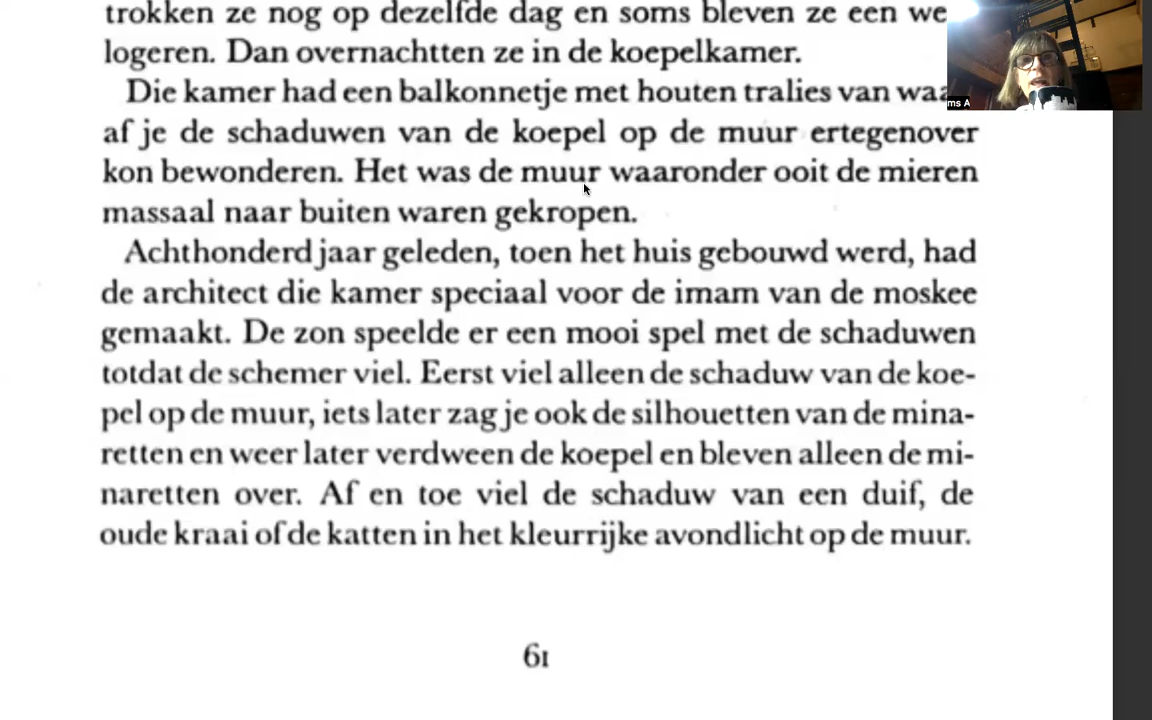 trokken ze nog op dezelfde dag en soms bleven ze een we
logeren. Dan overnachtten ze in de koepelkamer.
Die kamer had een balkonnetje met houten tralies van waa
af je de schaduwen van de koepel op de muur ertegenover
kon bewonderen. Het was de muur waaronder ooit de mieren
massaal naar buiten waren gekropen.
Achthonderd jaar geleden, toen het huis gebouwd werd, had
de architect die kamer speciaal voor de imam van de moskee
gemaakt. De zon speelde er een mooi spel met de schaduwen
totdat de schemer viel. Eerst viel alleen de schaduw van de koe-
pel op de muur, iets later zag je ook de silhouetten van de mina-
retten en weer later verdween de koepel en bleven alleen de mi-
naretten over. Af en toe viel de schaduw van een duif, de
oude kraai of de katten in het kleurrijke avondlicht op de muur.
61
ms A